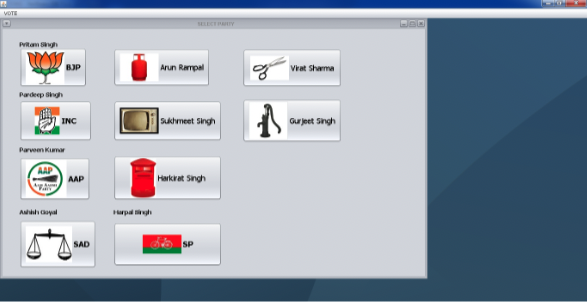 VOTE
SELECT PARTY
Pritam Singh
BJP
Arun Rampal
Virat Sharma
Pardeep Singh
INC
Sukhmeet Singh
Gurjeet Singh
Parveen Kumar
AAP
AAM AADMI
PARTY
AAP
Harkirat Singh
Ashish Goyal
Harpal Singh
SAD
SP